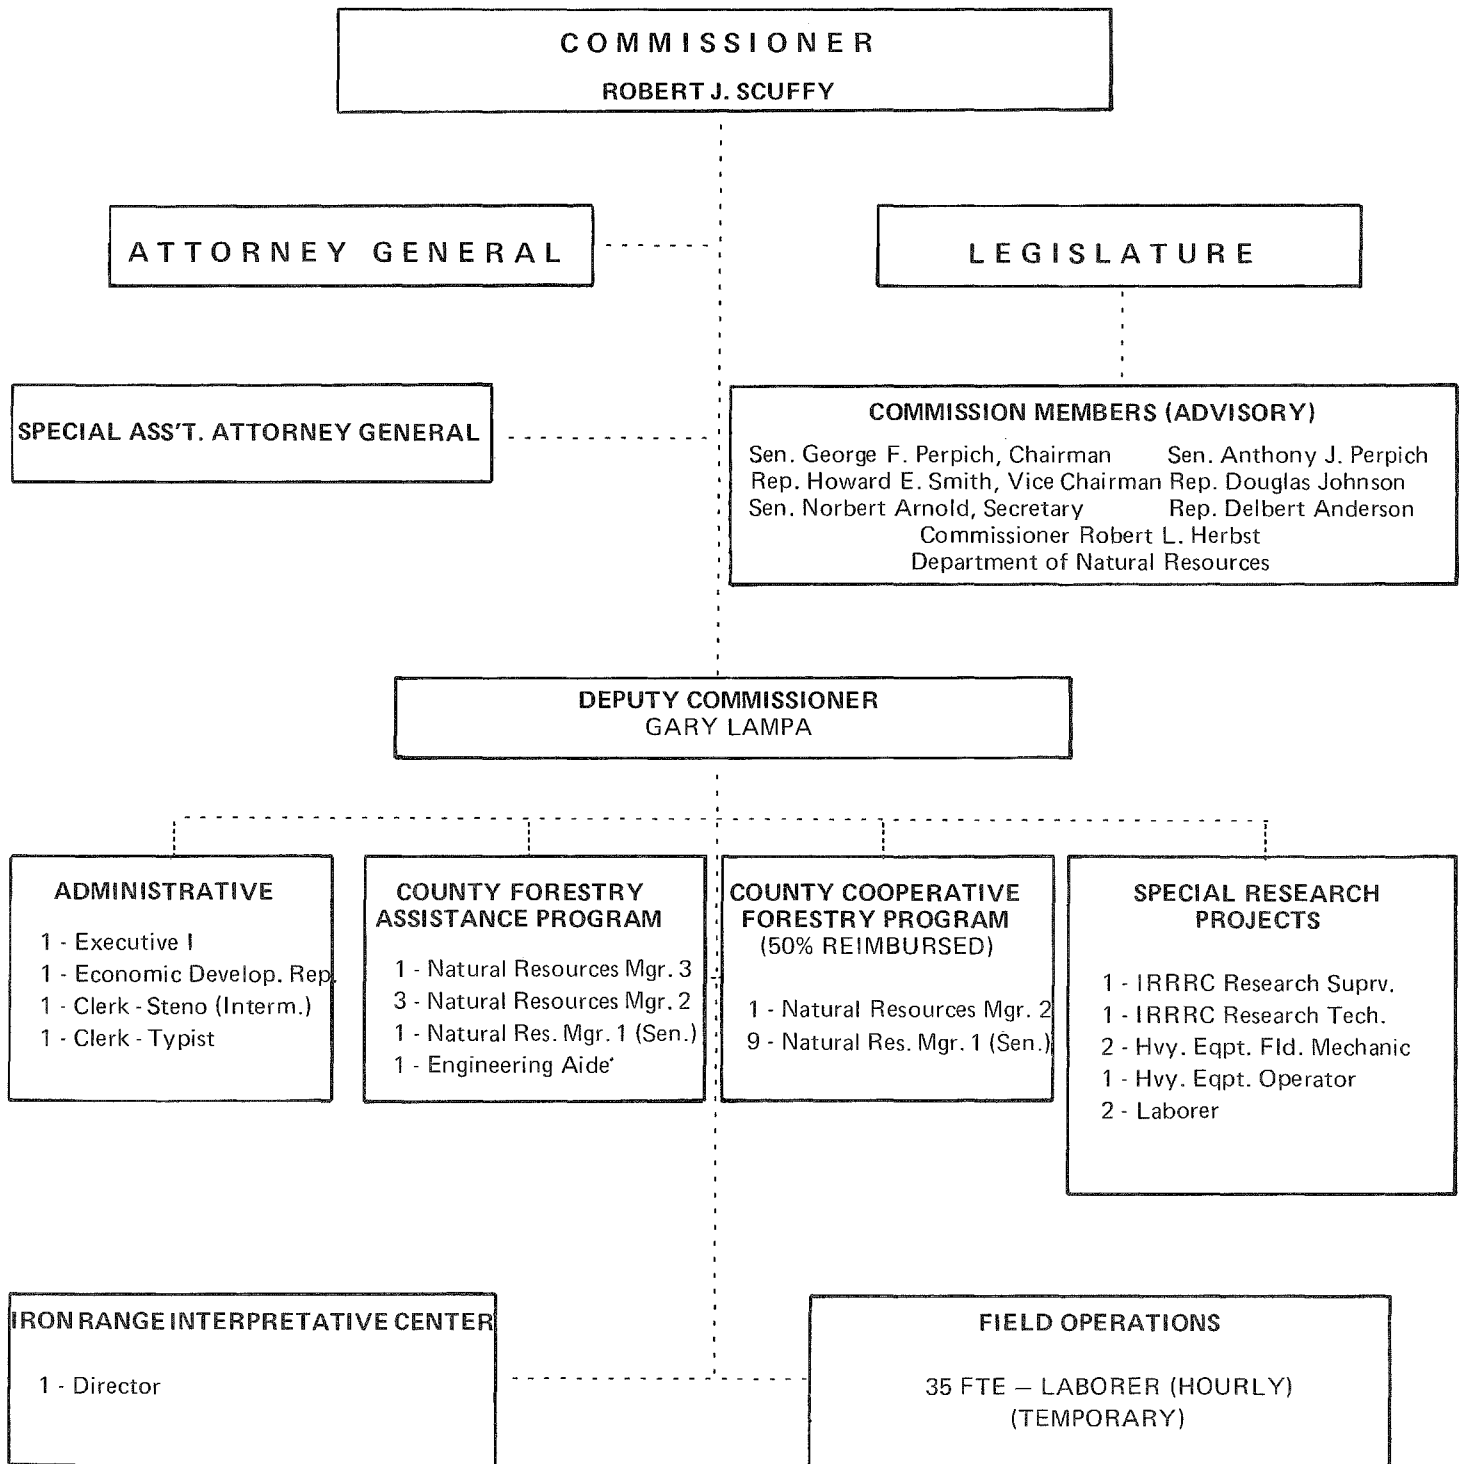 COMMISSIONER
ROBERT J. SCUFFY
ATTORNEY GENERAL
LEGISLATURE
SPECIAL ASS'T. ATTORNEY GENERAL
COMMISSION MEMBERS (ADVISORY)
Sen. George F. Perpich, Chairman Sen. Anthony J. Perpich
Rep. Howard E. Smith, Vice Chairman Rep. Douglas Johnson
Sen. Norbert Arnold, Secretary Rep. Delbert Anderson
Commissioner Robert L. Herbst
Department of Natural Resources
DEPUTY COMMISSIONER
GARY LAMPA
ADMINISTRATIVE
1 - Executive I
1 - Economic Develop. Rep.
1 - Clerk - Steno (Interm.)
1 - Clerk - Typist
COUNTY FORESTRY
ASSISTANCE PROGRAM
1 - Natural Resources Mgr. 3
3 - Natural Resources Mgr. 2
1 - Natural Res. Mgr. 1 (Sen.)
1 - Engineering Aide
COUNTY COOPERATIVE
FORESTRY PROGRAM
(50% REIMBURSED)
1 - Natural Resources Mgr. 2
9 - Natural Res. Mgr. 1 (Sen.)
SPECIAL RESEARCH
PROJECTS
1 - IRRRC Research Suprv.
1 - IRRRC Research Tech.
2 - Hvy. Eqpt. Fld. Mechanic
1 - Hvy. Eqpt. Operator
2 - Laborer
IRON RANGE INTERPRETATIVE CENTER
1 - Director
FIELD OPERATIONS
35 FTE — LABORER (HOURLY)
(TEMPORARY)